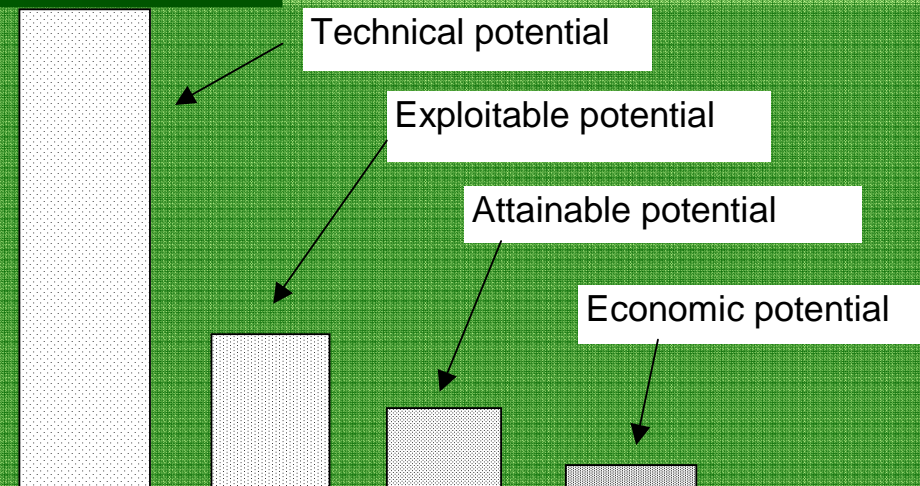 Technical potential
Exploitable potential
Attainable potential
Economic potential